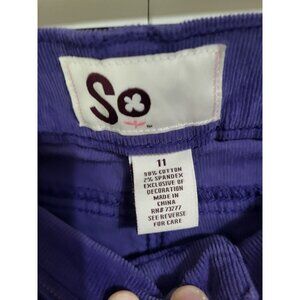 So
11
98% COTTON
2% SPANDEX
EXCLUSIVE OF
DECORATION
MADE IN
CHINA
RN# 73277
SEE REVERSE
FOR CARE